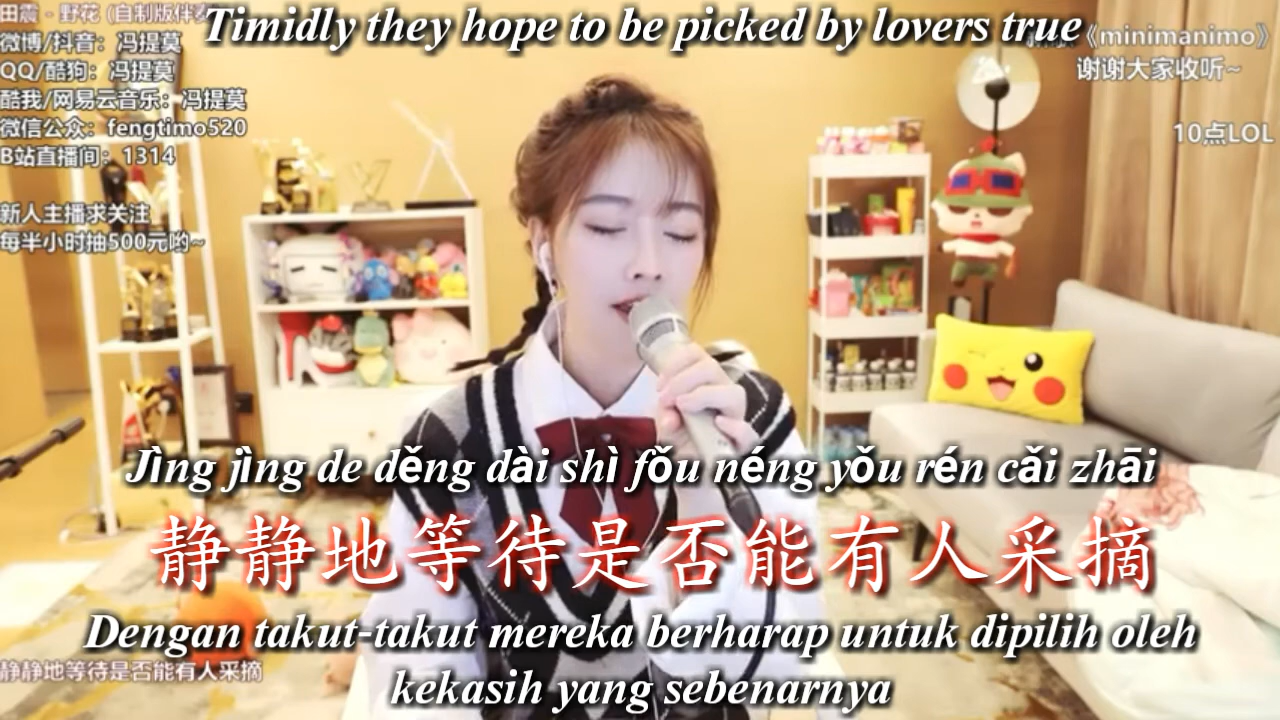 田震 - 野花 (自制版伴奏
Timidly they hope to be picked by lovers true
微博/抖音：冯提莫
QQ/酷狗：冯提莫
酷我/网易云音乐：冯提莫
微信公众：fengtimo520
B站直播间：1314
新人主播求关注
每半小时抽500元哟~
《minimanimo》
谢谢大家收听~
10点LOL
Jìng jìng de děng dài shì fǒu néng yǒu rén cǎi zhāi
静静地等待是否能有人采摘
Dengan takut-takut mereka berharap untuk dipilih oleh
kekasih yang sebenarnya
静静地等待是否能有人采摘